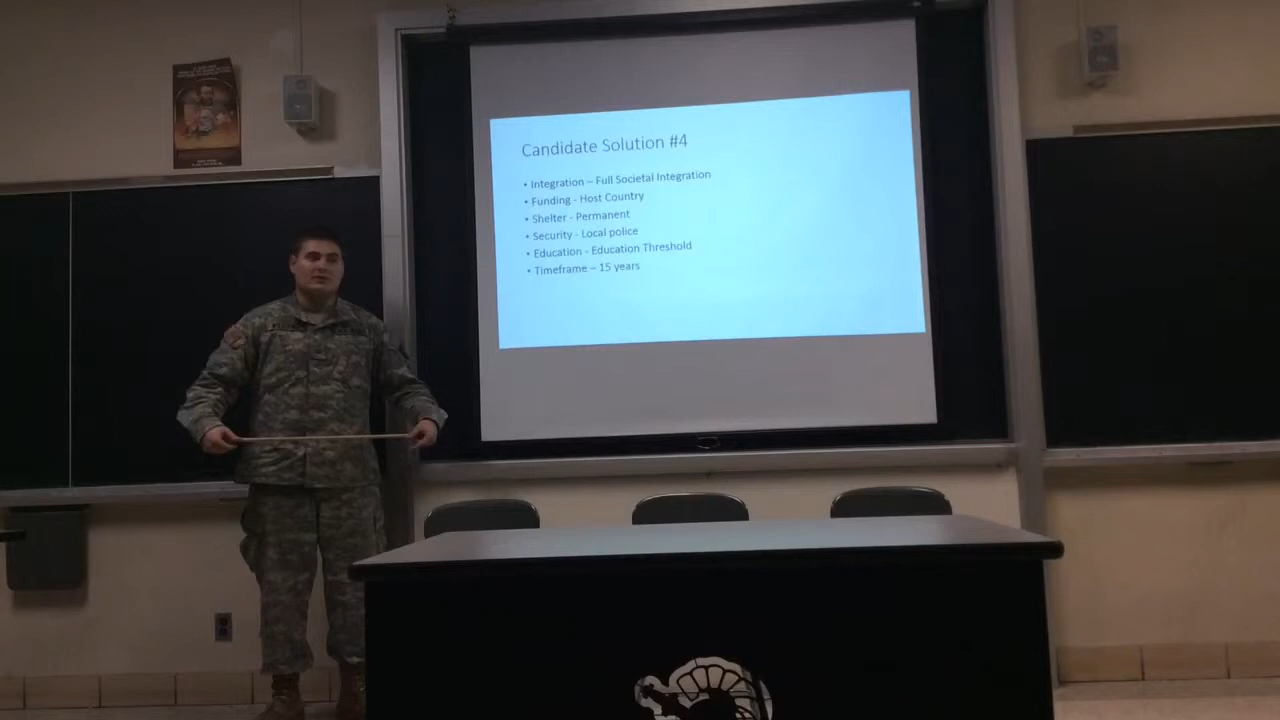 Candidate Solution #4
• Integration – Full Societal Integration
• Funding - Host Country
• Shelter - Permanent
• Security - Local police
• Education - Education Threshold
• Timeframe – 15 years